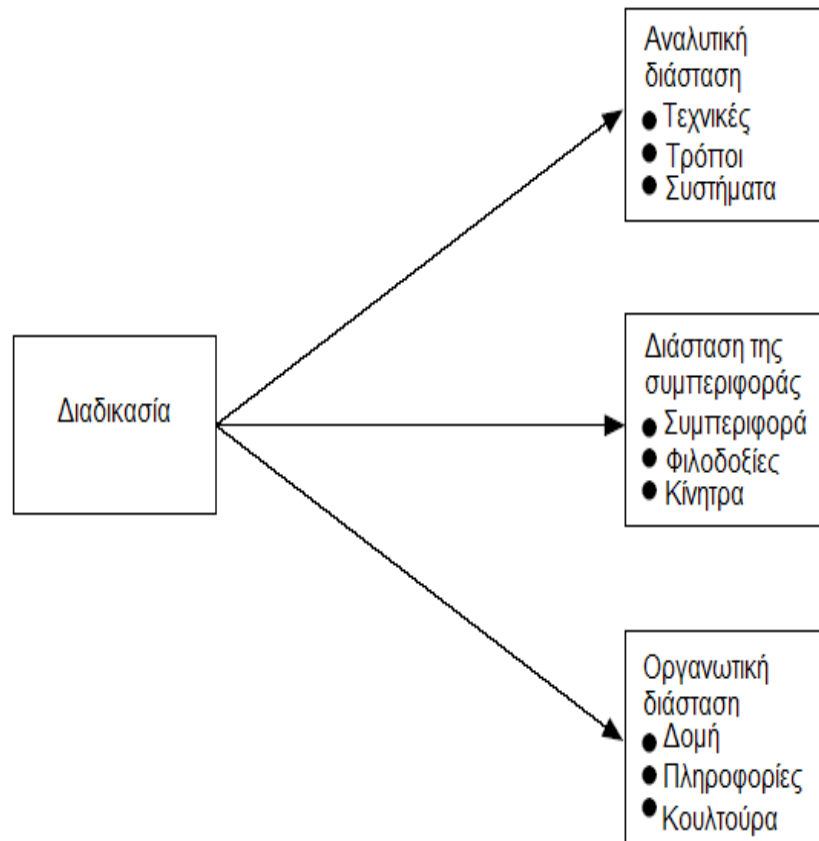 Αναλυτική
διάσταση
● Τεχνικές
● Τρόποι
● Συστήματα
Διαδικασία
Διάσταση της
συμπεριφοράς
● Συμπεριφορά
● Φιλοδοξίες
● Κίνητρα
Οργανωτική
διάσταση
● Δομή
● Πληροφορίες
● Κουλτούρα